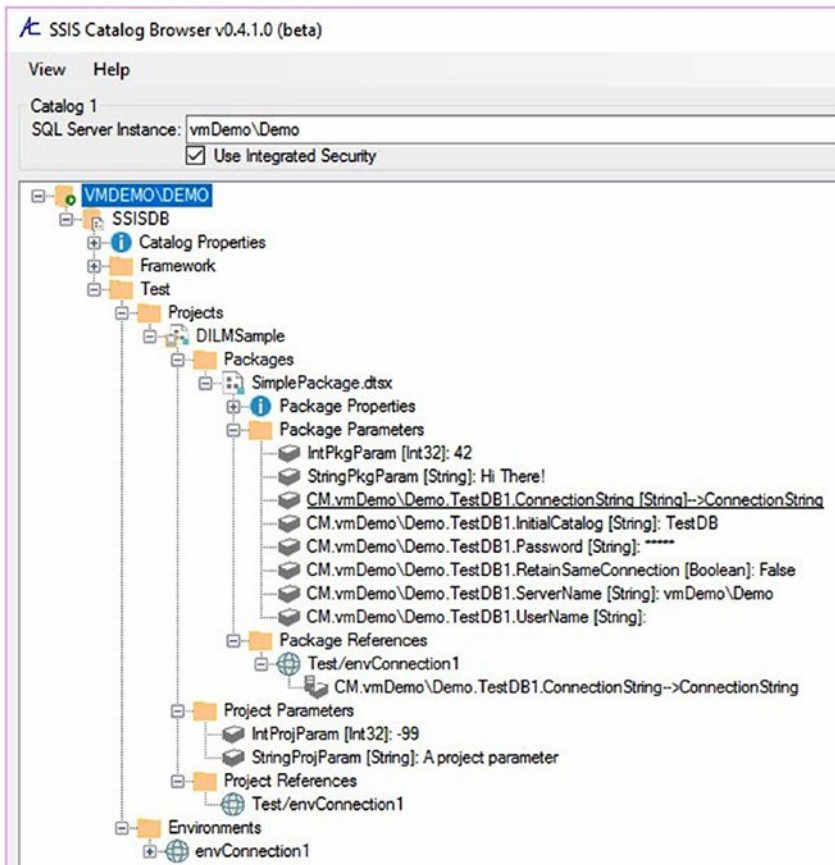 SSIS Catalog Browser v0.4.1.0 (beta)
View Help
Catalog 1
SQL Server Instance: vmDemo\Demo
Use Integrated Security
VMDEMO\DEMO
SSISDB
Catalog Properties
Framework
Test
Projects
DILMSample
Packages
SimplePackage.dtsx
Package Properties
Package Parameters
IntPkgParam [Int32]: 42
StringPkgParam [String]: Hi There!
CM.vmDemo\Demo.TestDB1.ConnectionString [String]-->ConnectionString
CM.vmDemo\Demo.TestDB1.InitialCatalog [String]: TestDB
CM.vmDemo\Demo.TestDB1.Password [String]: *****
CM.vmDemo\Demo.TestDB1.RetainSameConnection [Boolean]: False
CM.vmDemo\Demo.TestDB1.ServerName [String]: vmDemo\Demo
CM.vmDemo\Demo.TestDB1.UserName [String]:
Package References
Test/envConnection1
CM.vmDemo\Demo.TestDB1.ConnectionString-->ConnectionString
Project Parameters
IntProjParam [Int32]: -99
StringProjParam [String]: A project parameter
Project References
Test/envConnection1
Environments
envConnection1